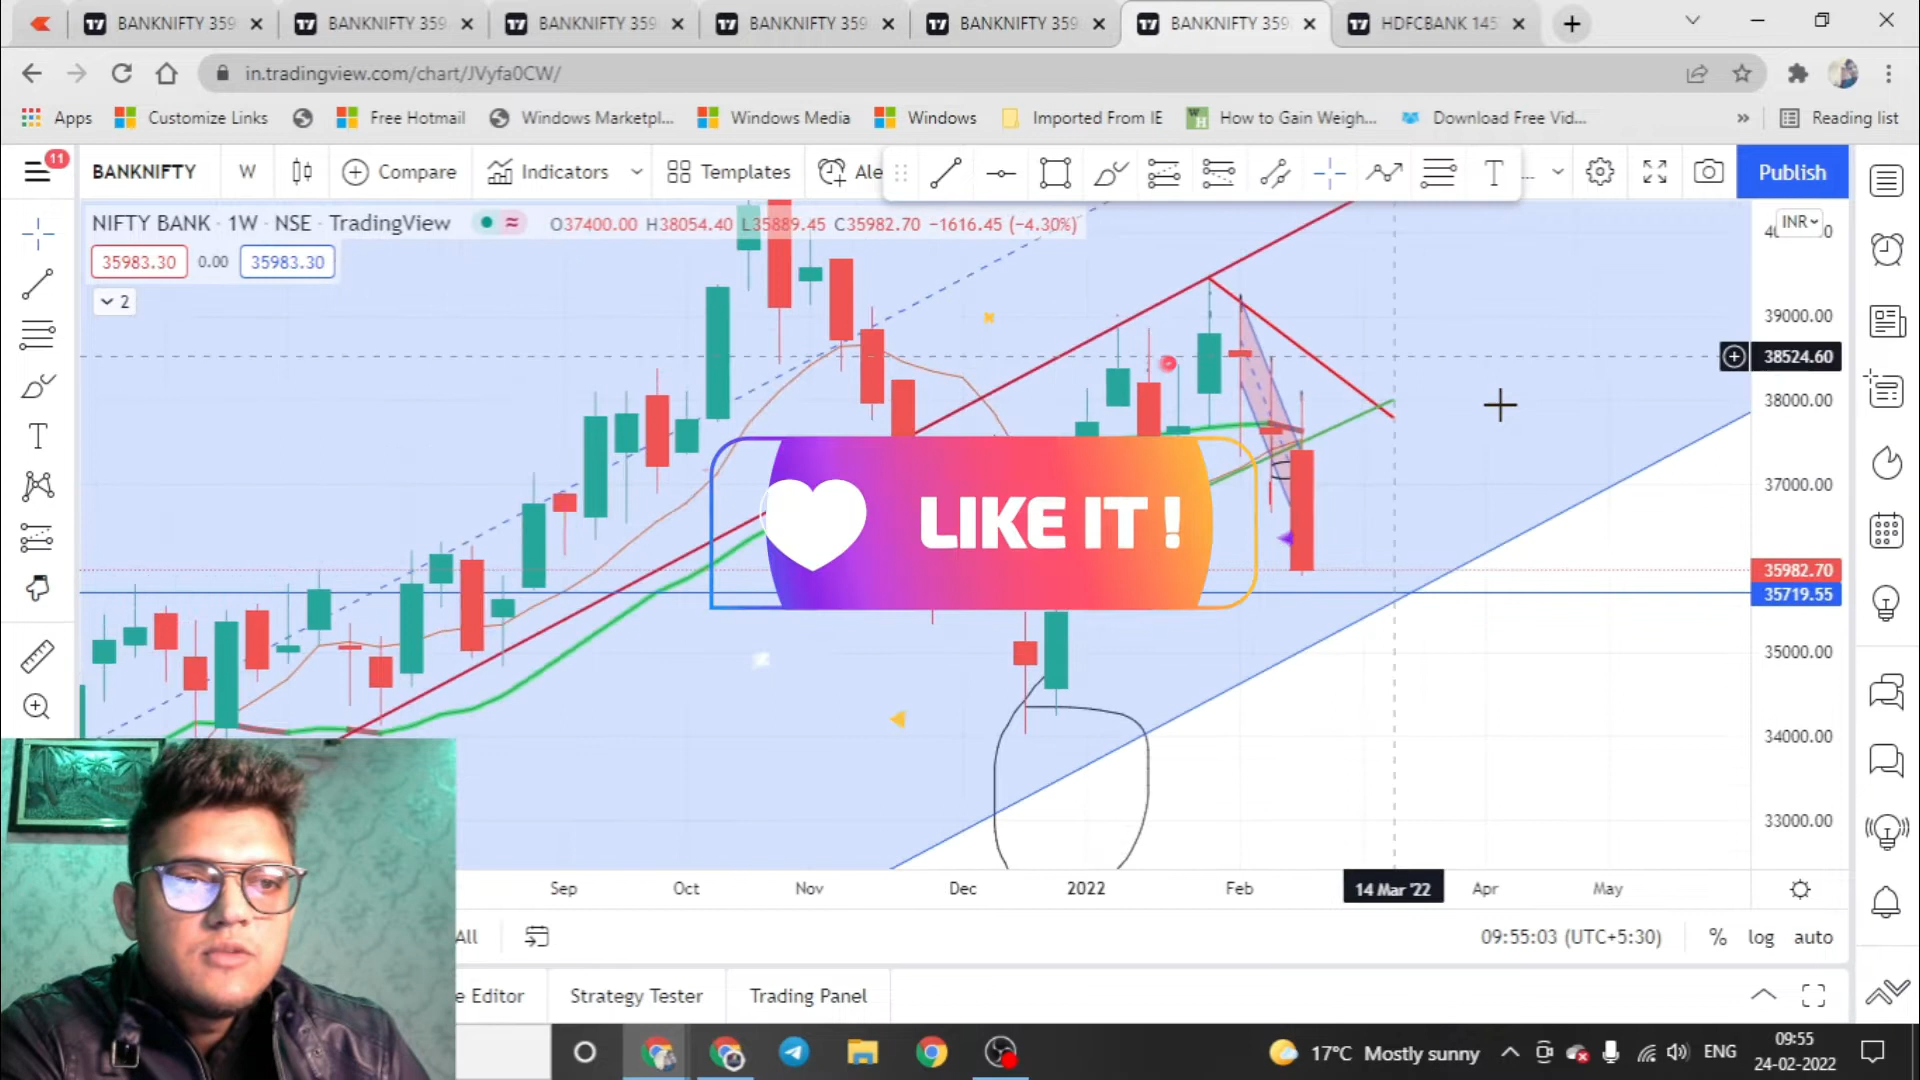 BANKNIFTY 359
BANKNIFTY 359
BANKNIFTY 359
BANKNIFTY 359
BANKNIFTY 359
BANKNIFTY 359
HDFCBANK 145
in.tradingview.com/chart/JVyfa0CW/
Apps
Customize Links
Free Hotmail
Windows Marketpl...
Windows Media
Windows
Imported From IE
How to Gain Weigh...
Download Free Vid...
»
Reading list
11
BANKNIFTY
W
Compare
Indicators
Templates
Ale
T
...
Publish
NIFTY BANK · 1W · NSE · TradingView
O37400.00 H38054.40 L35889.45 C35982.70 −1616.45 (−4.30%)
INR
35983.30
0.00
35983.30
2
39000.00
38524.60
38000.00
37000.00
35982.70
35719.55
35000.00
34000.00
33000.00
LIKE IT !
Sep
Oct
Nov
Dec
2022
Feb
14 Mar '22
Apr
May
All
09:55:03 (UTC+5:30)
%
log
auto
e Editor
Strategy Tester
Trading Panel
17°C Mostly sunny
ENG
09:55
24-02-2022